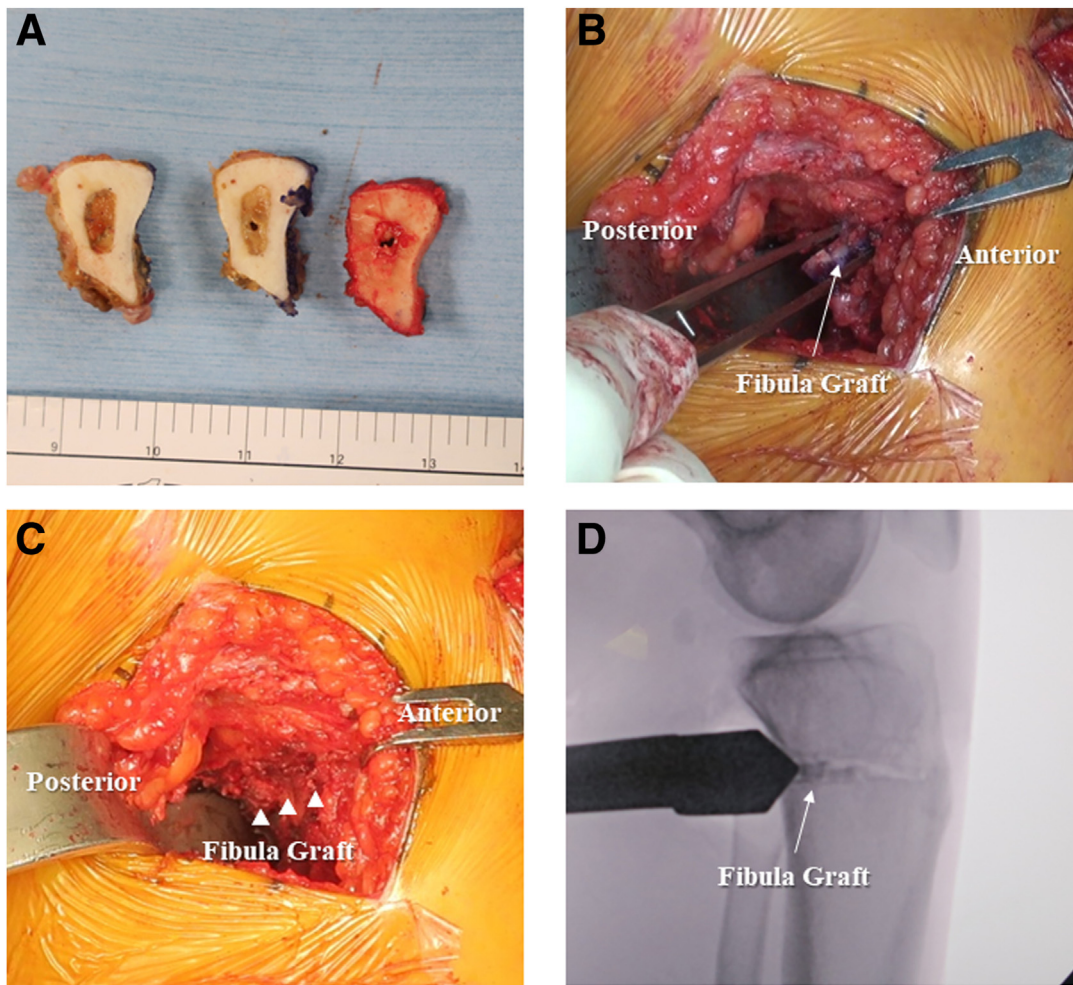 A
9 10 11 12 13
B
Posterior
Anterior
Fibula Graft
C
Anterior
Posterior
Fibula Graft
D
Fibula Graft